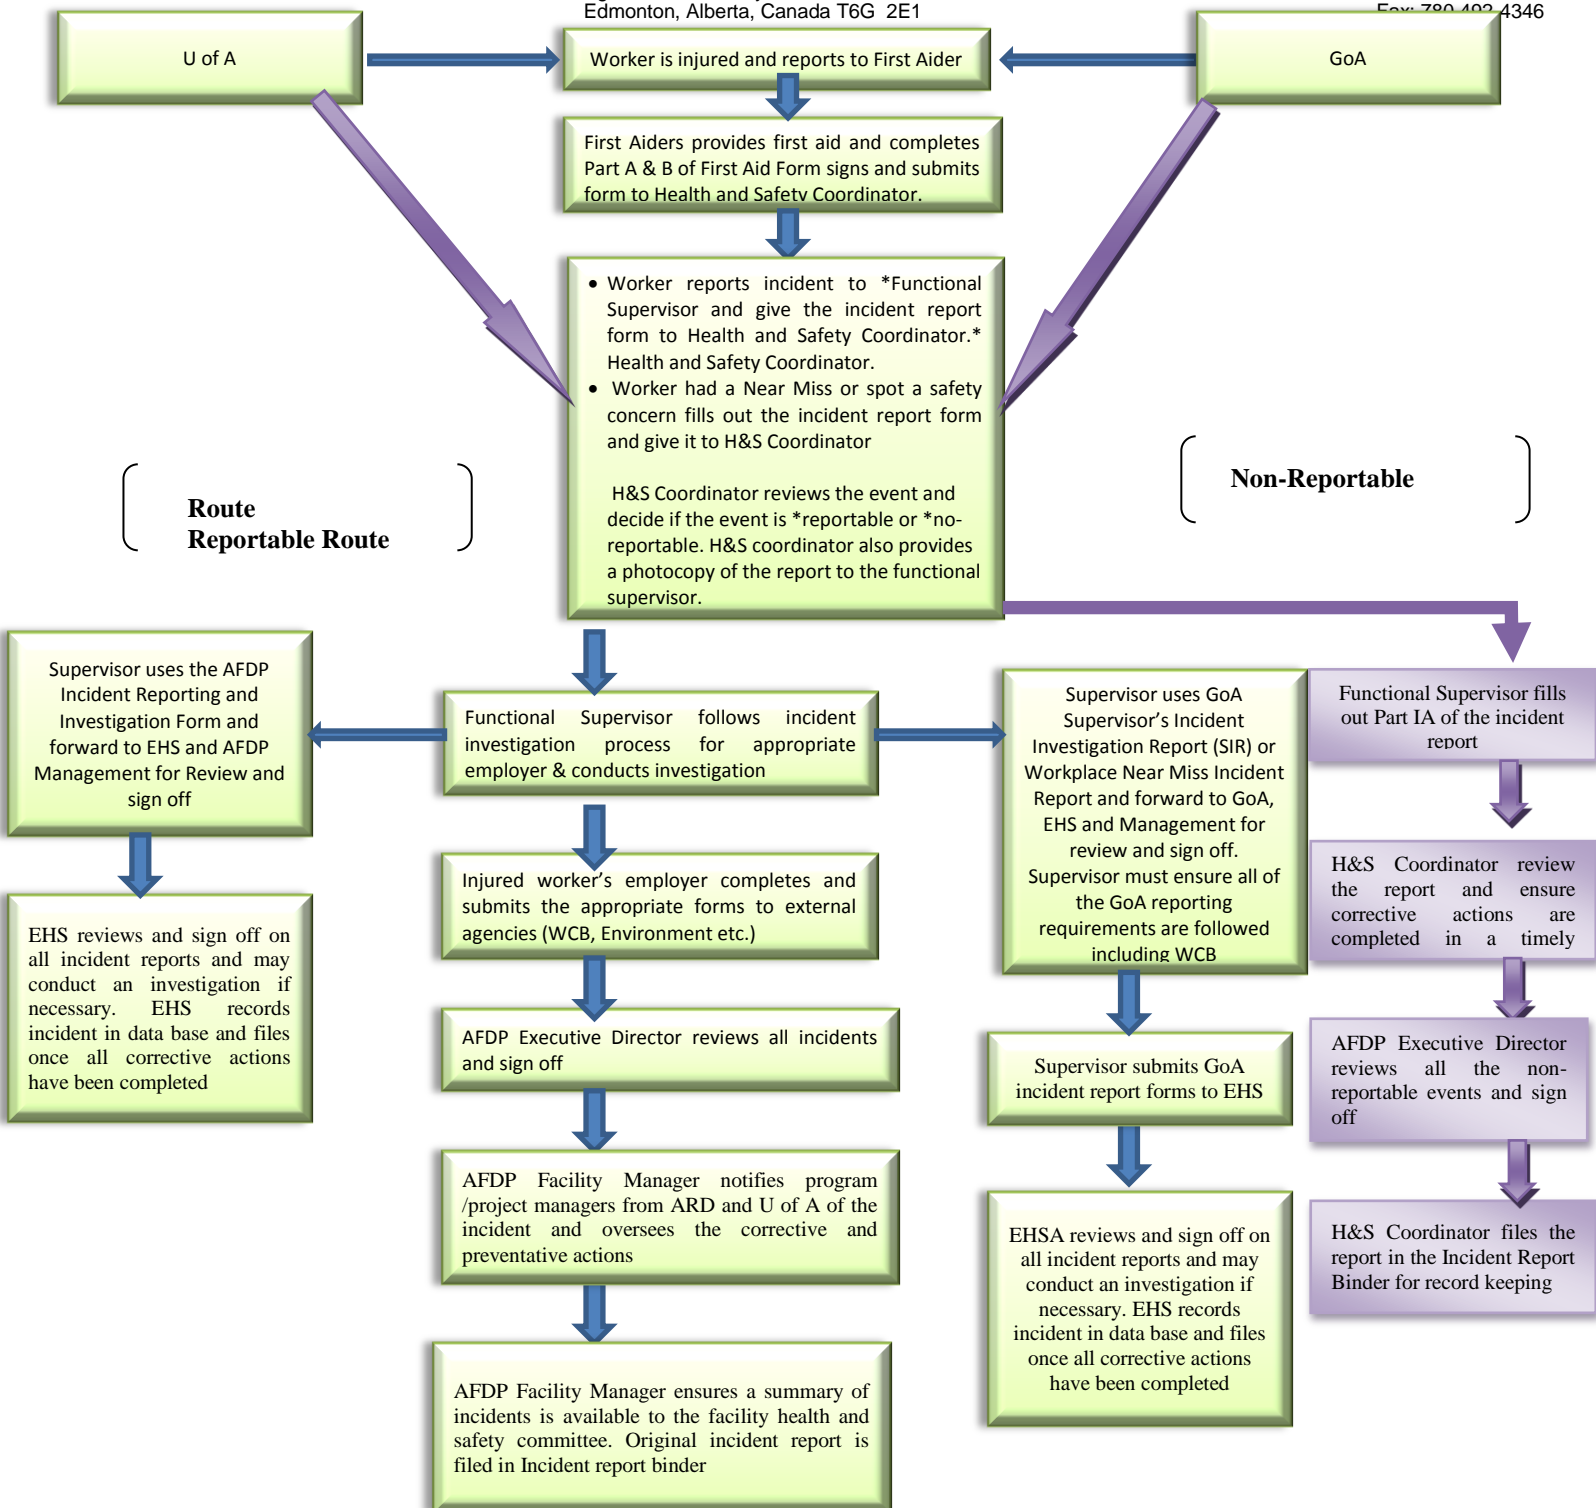 Edmonton, Alberta, Canada T6G 2E1
Fax: 780 492 4346
U of A
Worker is injured and reports to First Aider
GoA
First Aiders provides first aid and completes
Part A & B of First Aid Form signs and submits
form to Health and Safety Coordinator.
• Worker reports incident to *Functional
Supervisor and give the incident report
form to Health and Safety Coordinator.*
Health and Safety Coordinator.
• Worker had a Near Miss or spot a safety
concern fills out the incident report form
and give it to H&S Coordinator
H&S Coordinator reviews the event and
decide if the event is *reportable or *no-
reportable. H&S coordinator also provides
a photocopy of the report to the functional
supervisor.
Route
Reportable Route
Non-Reportable
Supervisor uses the AFDP
Incident Reporting and
Investigation Form and
forward to EHS and AFDP
Management for Review and
sign off
EHS reviews and sign off on
all incident reports and may
conduct an investigation if
necessary. EHS records
incident in data base and files
once all corrective actions
have been completed
Functional Supervisor follows incident
investigation process for appropriate
employer & conducts investigation
Injured worker's employer completes and
submits the appropriate forms to external
agencies (WCB, Environment etc.)
AFDP Executive Director reviews all incidents
and sign off
AFDP Facility Manager notifies program
/project managers from ARD and U of A of the
incident and oversees the corrective and
preventative actions
AFDP Facility Manager ensures a summary of
incidents is available to the facility health and
safety committee. Original incident report is
filed in Incident report binder
Supervisor uses GoA
Supervisor's Incident
Investigation Report (SIR) or
Workplace Near Miss Incident
Report and forward to GoA,
EHS and Management for
review and sign off.
Supervisor must ensure all of
the GoA reporting
requirements are followed
including WCB
Supervisor submits GoA
incident report forms to EHS
EHSA reviews and sign off on
all incident reports and may
conduct an investigation if
necessary. EHS records
incident in data base and files
once all corrective actions
have been completed
Functional Supervisor fills
out Part IA of the incident
report
H&S Coordinator review
the report and ensure
corrective actions are
completed in a timely
AFDP Executive Director
reviews all the non-
reportable events and sign
off
H&S Coordinator files the
report in the Incident Report
Binder for record keeping